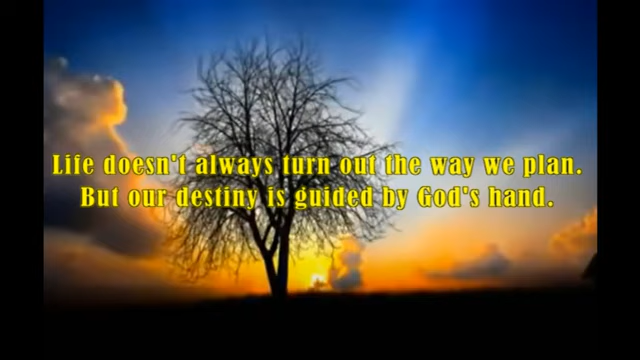 Life doesn't always turn out the way we plan.
But our destiny is guided by God's hand.